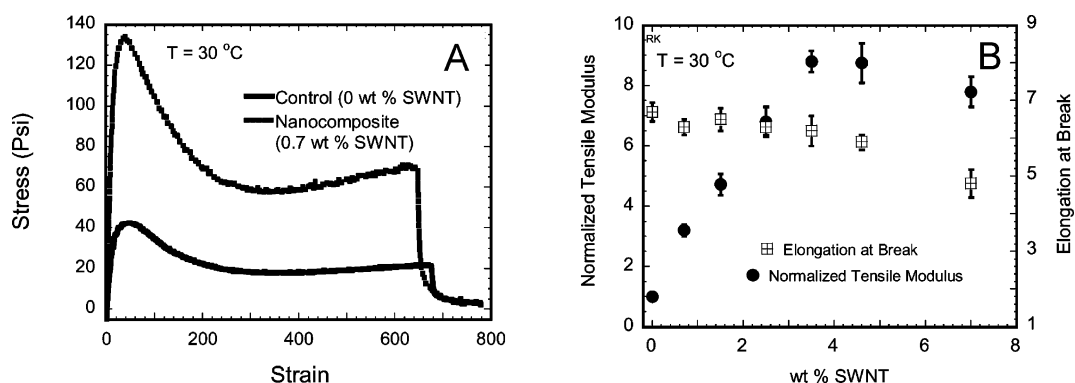 140
120
100
80
60
40
20
0
0
200
400
600
800
Stress (Psi)
Strain
T = 30 °C
A
Control (0 wt % SWNT)
Nanocomposite
(0.7 wt % SWNT)
10
8
6
4
2
0
0
2
4
6
8
9
7
5
3
1
Normalized Tensile Modulus
wt % SWNT
Elongation at Break
RK
T = 30 °C
B
Elongation at Break
Normalized Tensile Modulus